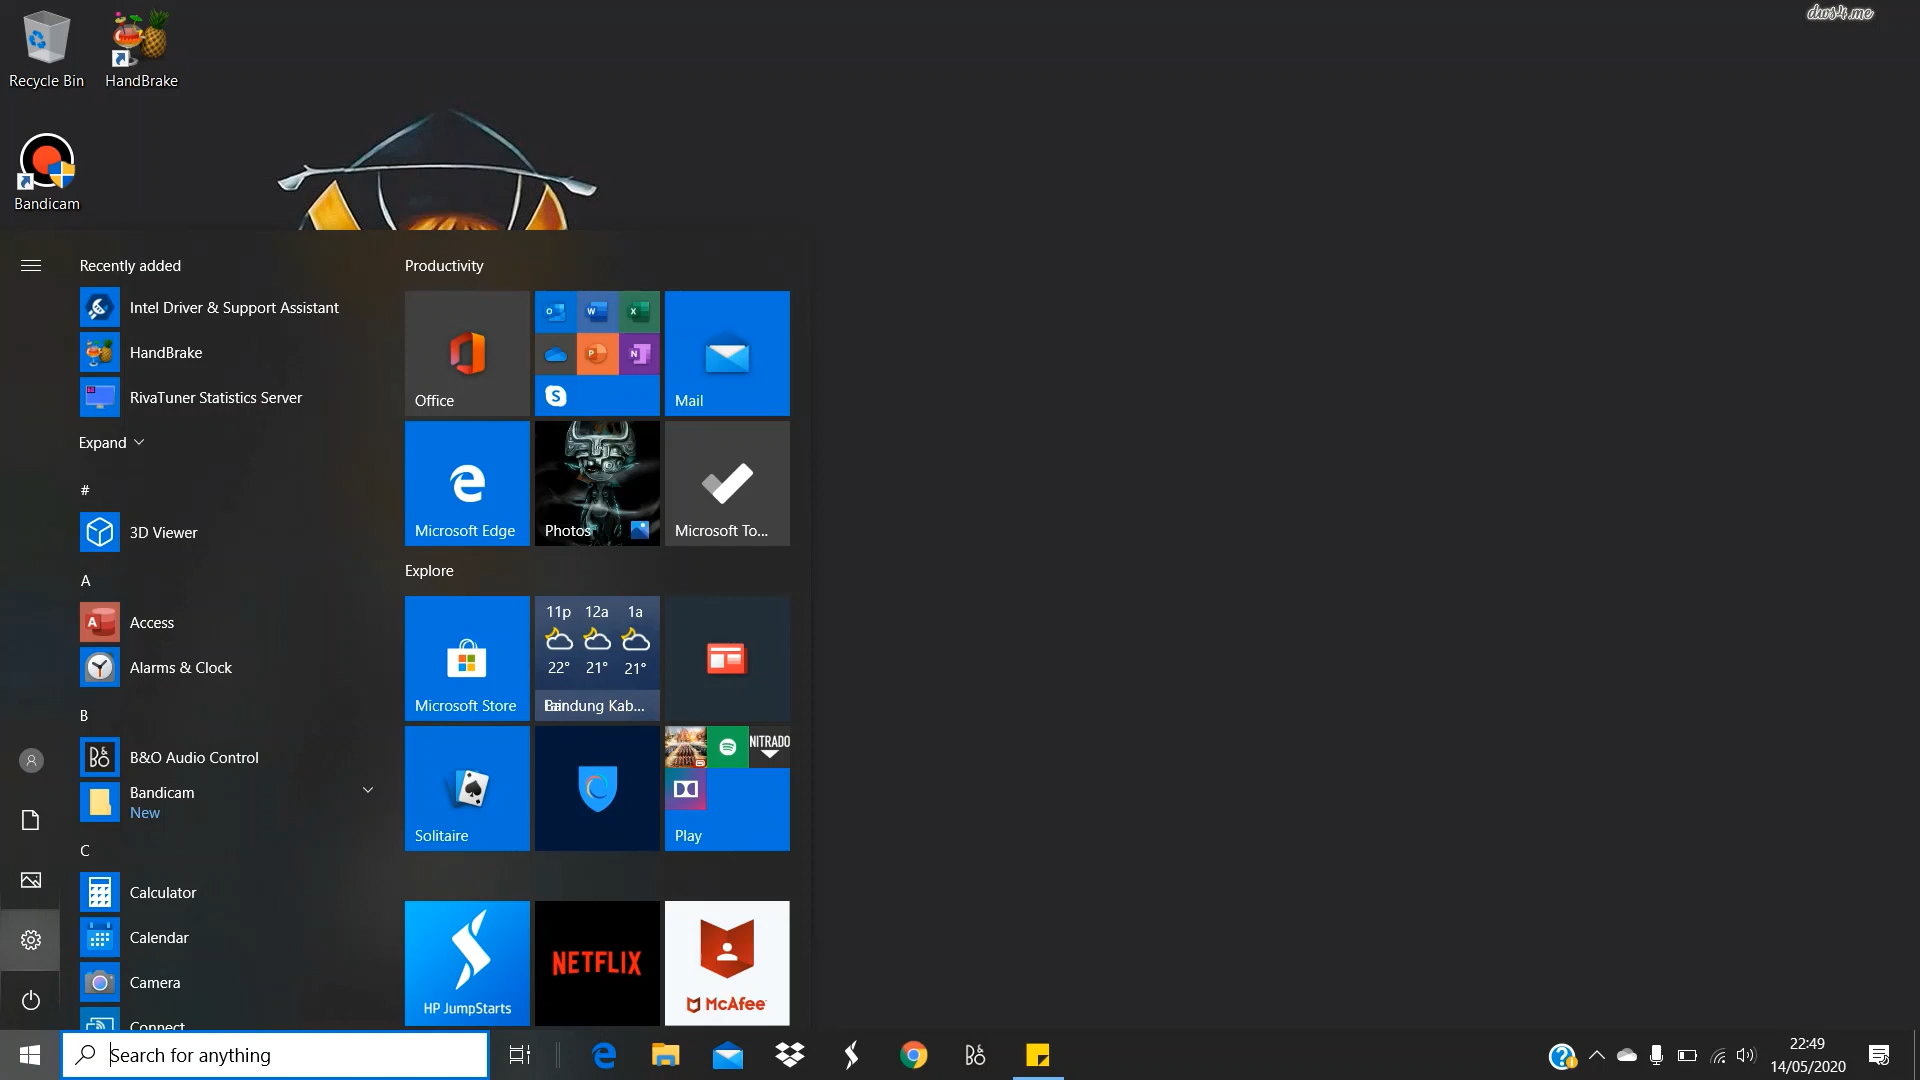 dws4.me
Recycle Bin
HandBrake
Bandicam
Recently added
Intel Driver & Support Assistant
HandBrake
RivaTuner Statistics Server
Expand
#
3D Viewer
A
Access
Alarms & Clock
B
B&O Audio Control
Bandicam
New
C
Calculator
Calendar
Camera
Connect
Productivity
Office
Mail
Microsoft Edge
Photos
Microsoft To...
Explore
Microsoft Store
11p 12a 1a
22° 21° 21°
Bandung Kab...
Solitaire
NITRADO
Play
HP JumpStarts
NETFLIX
McAfee
Search for anything
22:49
14/05/2020